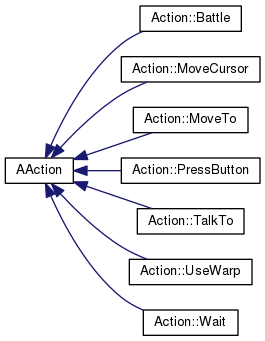 Action::Battle
Action::MoveCursor
Action::MoveTo
AAction
Action::PressButton
Action::TalkTo
Action::UseWarp
Action::Wait